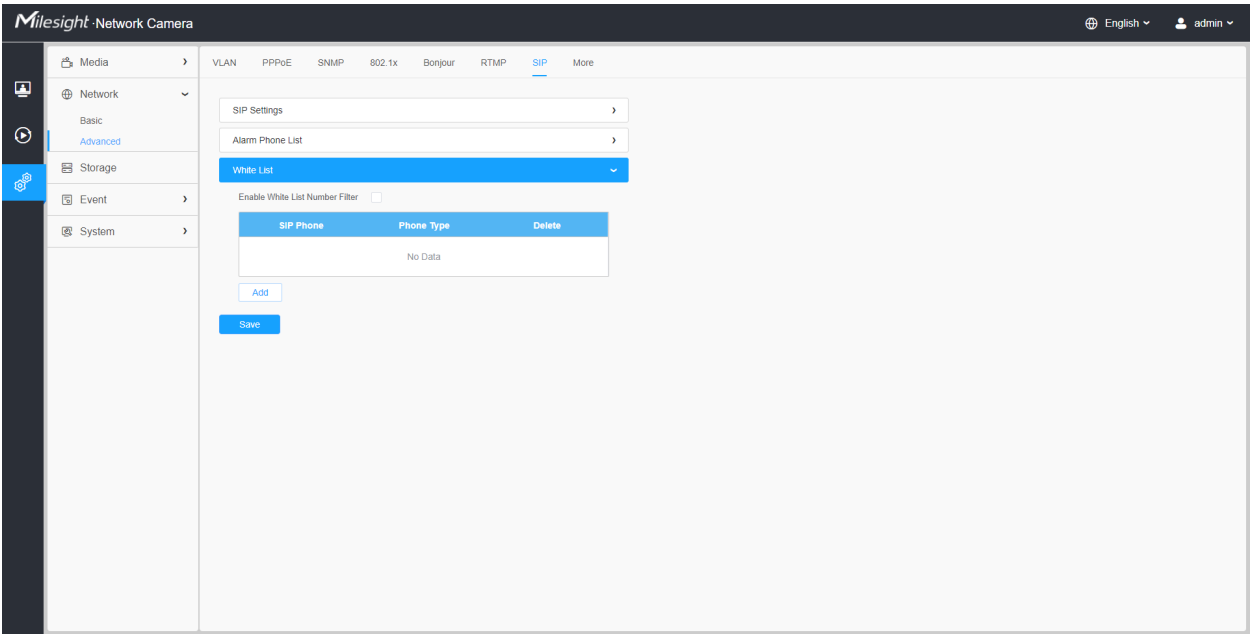 Milesight · Network Camera
English
admin
Media
Network
Basic
Advanced
Storage
Event
System
VLAN PPPoE SNMP 802.1x Bonjour RTMP SIP More
SIP Settings
Alarm Phone List
White List
Enable White List Number Filter
SIP Phone Phone Type Delete
No Data
Add
Save